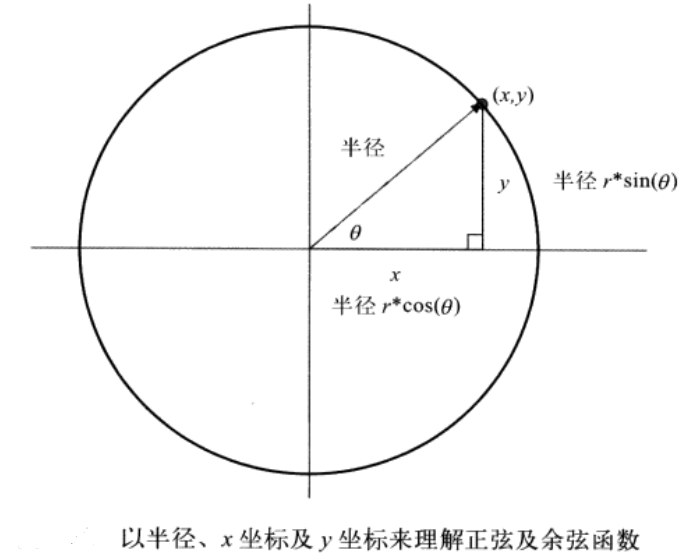 (x,y)
半径
y
半径 r*sin(θ)
θ
x
半径 r*cos(θ)
以半径、x 坐标及 y 坐标来理解正弦及余弦函数